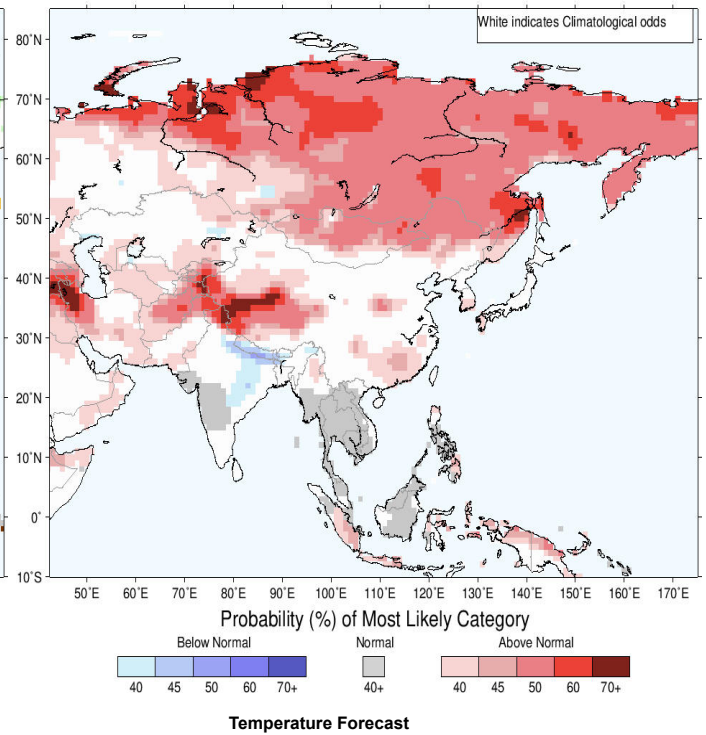 White indicates Climatological odds
80°N
70°N
60°N
50°N
40°N
30°N
20°N
10°N
0°
10°S
50°E 60°E 70°E 80°E 90°E 100°E 110°E 120°E 130°E 140°E 150°E 160°E 170°E
Probability (%) of Most Likely Category
Below Normal Normal Above Normal
40 45 50 60 70+ 40+ 40 45 50 60 70+
Temperature Forecast